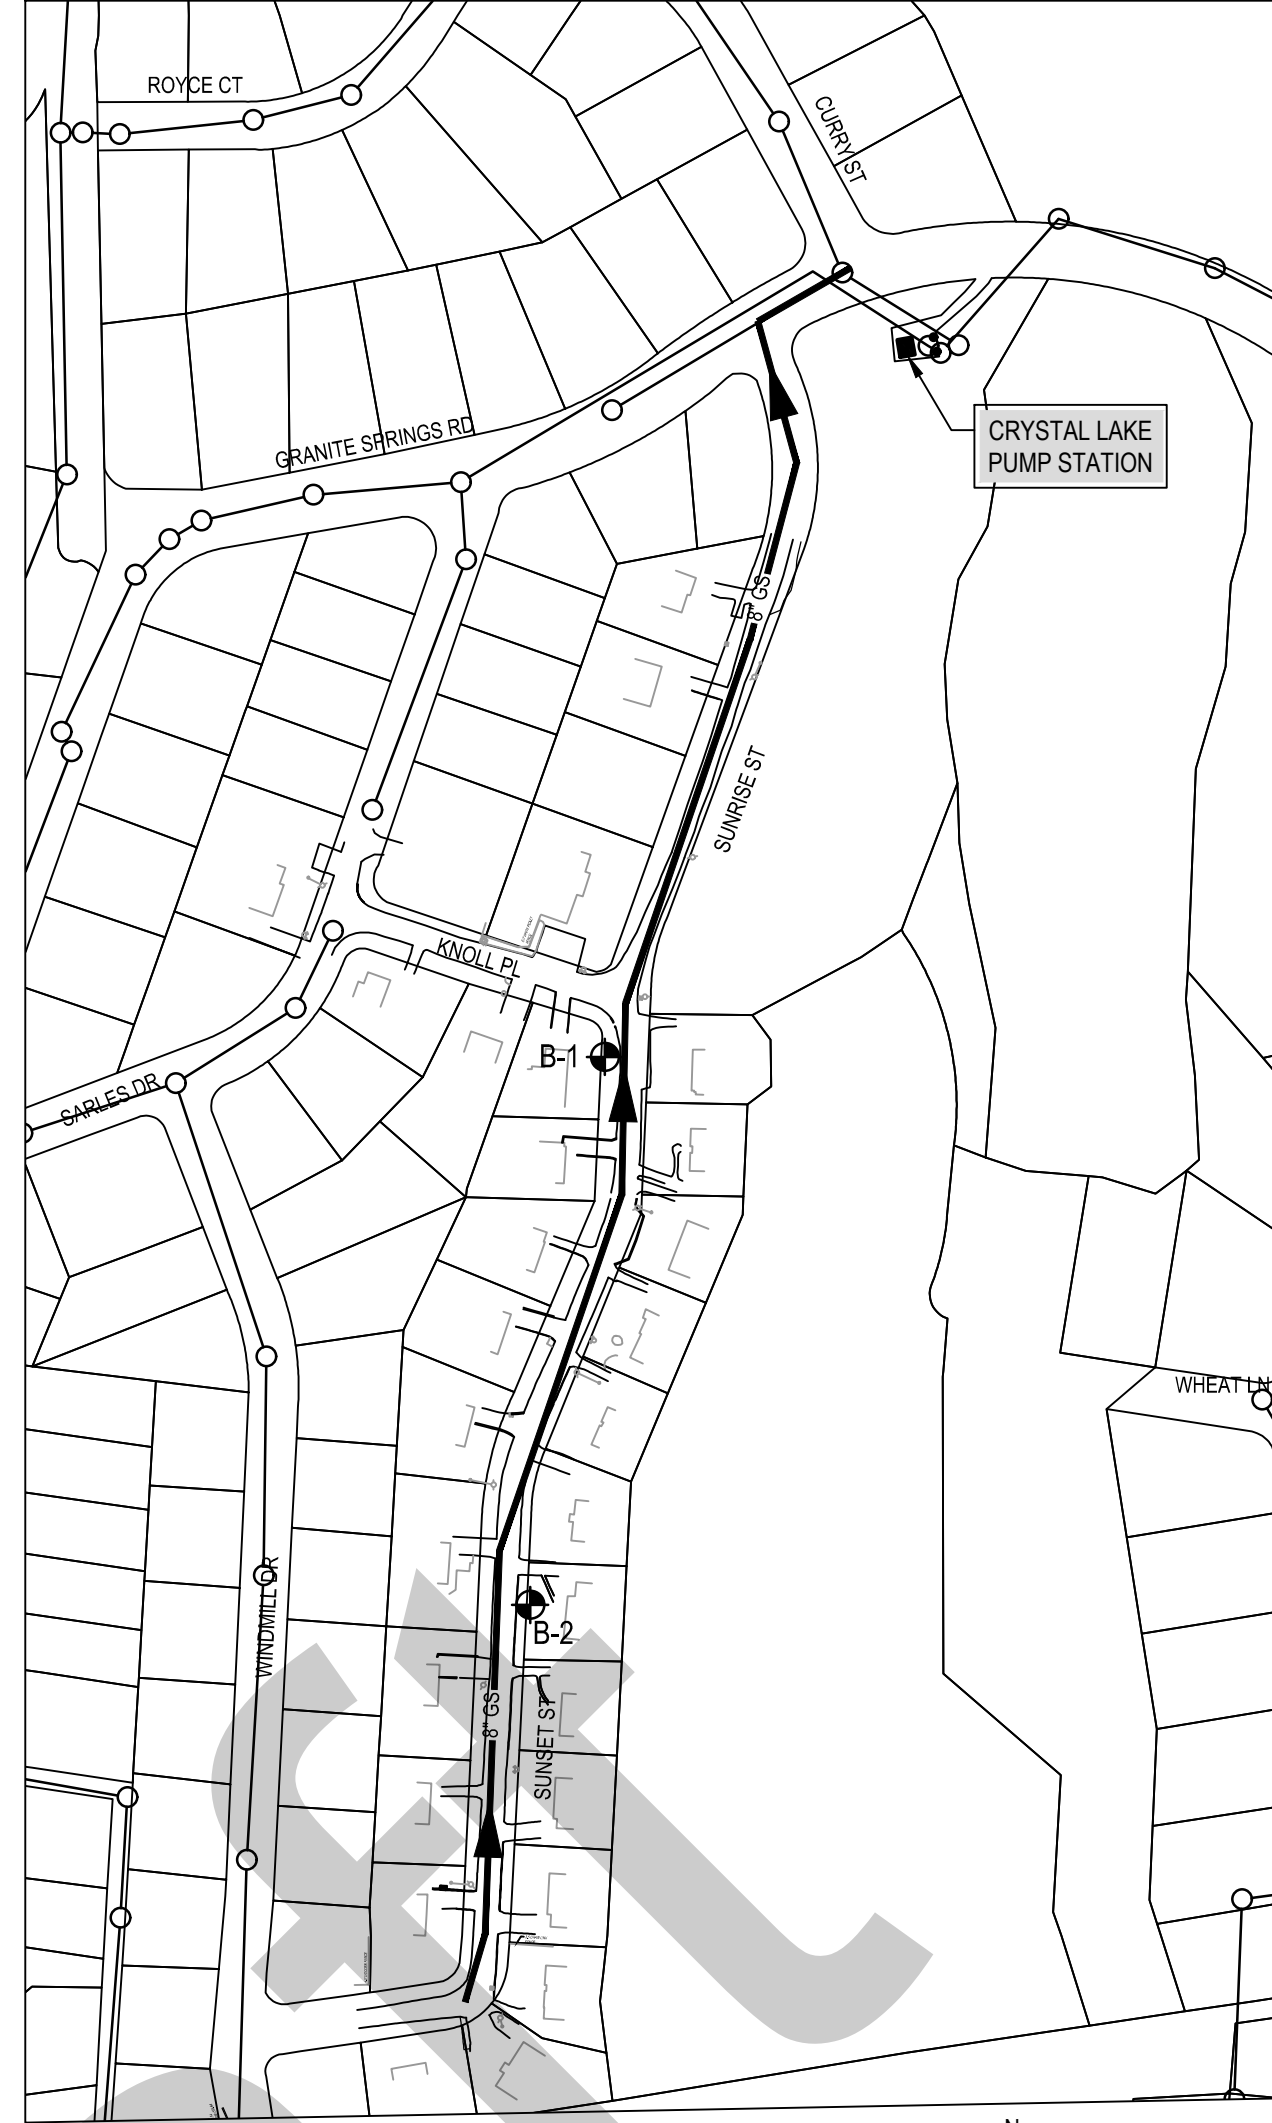 ROYCE CT
CURRY ST
GRANITE SPRINGS RD
CRYSTAL LAKE
PUMP STATION
8" GS
SUNRISE ST
KNOLL PL
B-1
SARLES DR
WHEAT LN
WINDMILL DR
B-2
8" GS
SUNSET ST
N